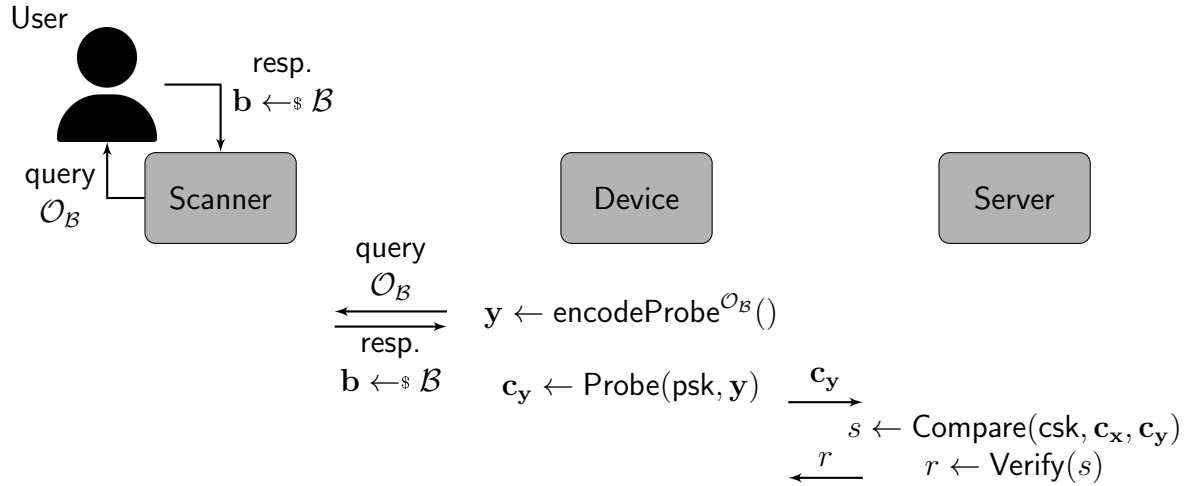 User
resp.
𝐛 ←$ ℬ
query
𝒪_ℬ
Scanner
Device
Server
query
𝒪_ℬ
𝐲 ← encodeProbe^{𝒪_ℬ}()
resp.
𝐛 ←$ ℬ
𝐜_𝐲 ← Probe(psk, 𝐲)
𝐜_𝐲
s ← Compare(csk, 𝐜_𝐱, 𝐜_𝐲)
r
r ← Verify(s)